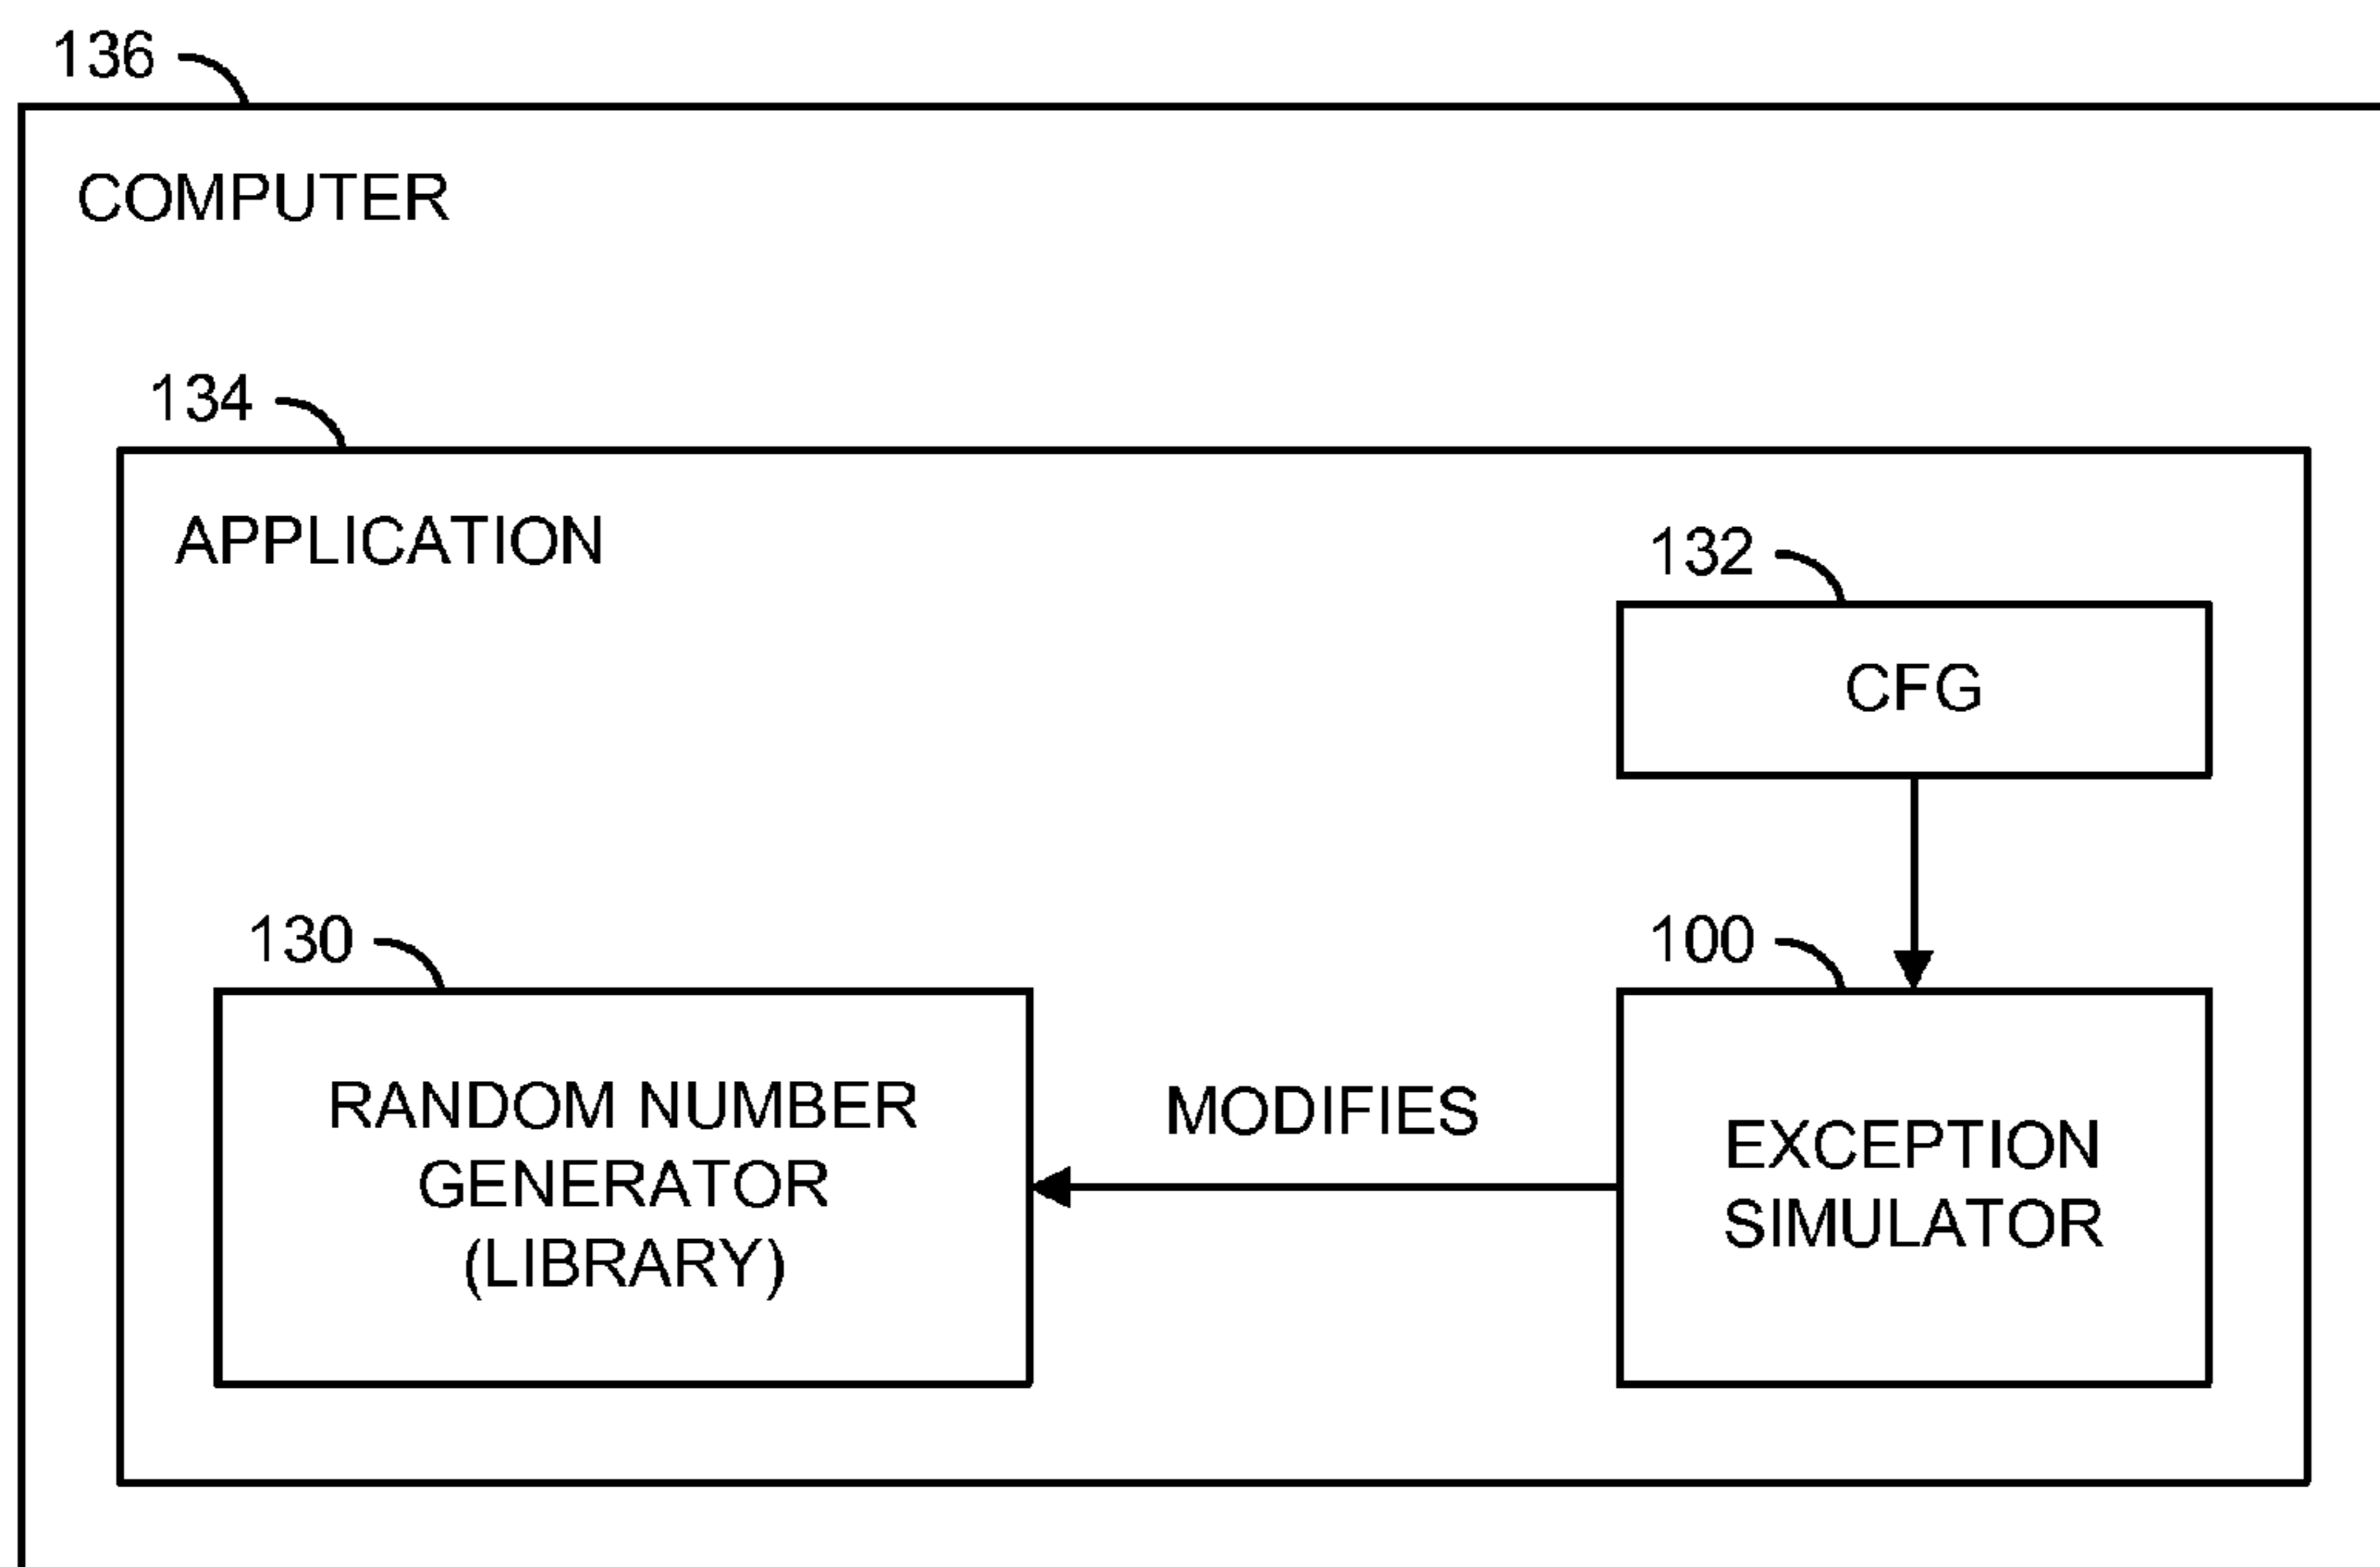 136
COMPUTER
134
APPLICATION
132
CFG
130
100
RANDOM NUMBER
GENERATOR
(LIBRARY)
MODIFIES
EXCEPTION
SIMULATOR